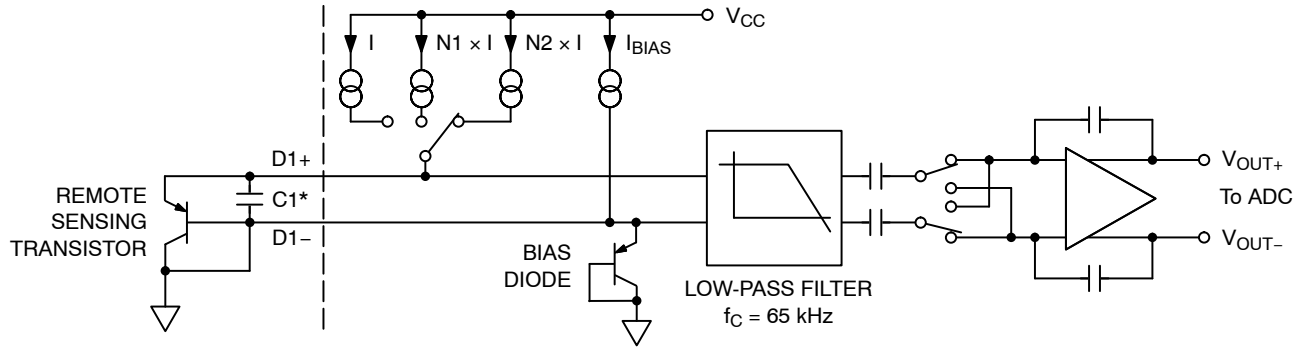 V_CC
I
N1 × I
N2 × I
I_BIAS
D1+
C1*
REMOTE
SENSING
TRANSISTOR
D1−
BIAS
DIODE
LOW-PASS FILTER
f_C = 65 kHz
V_OUT+
To ADC
V_OUT−